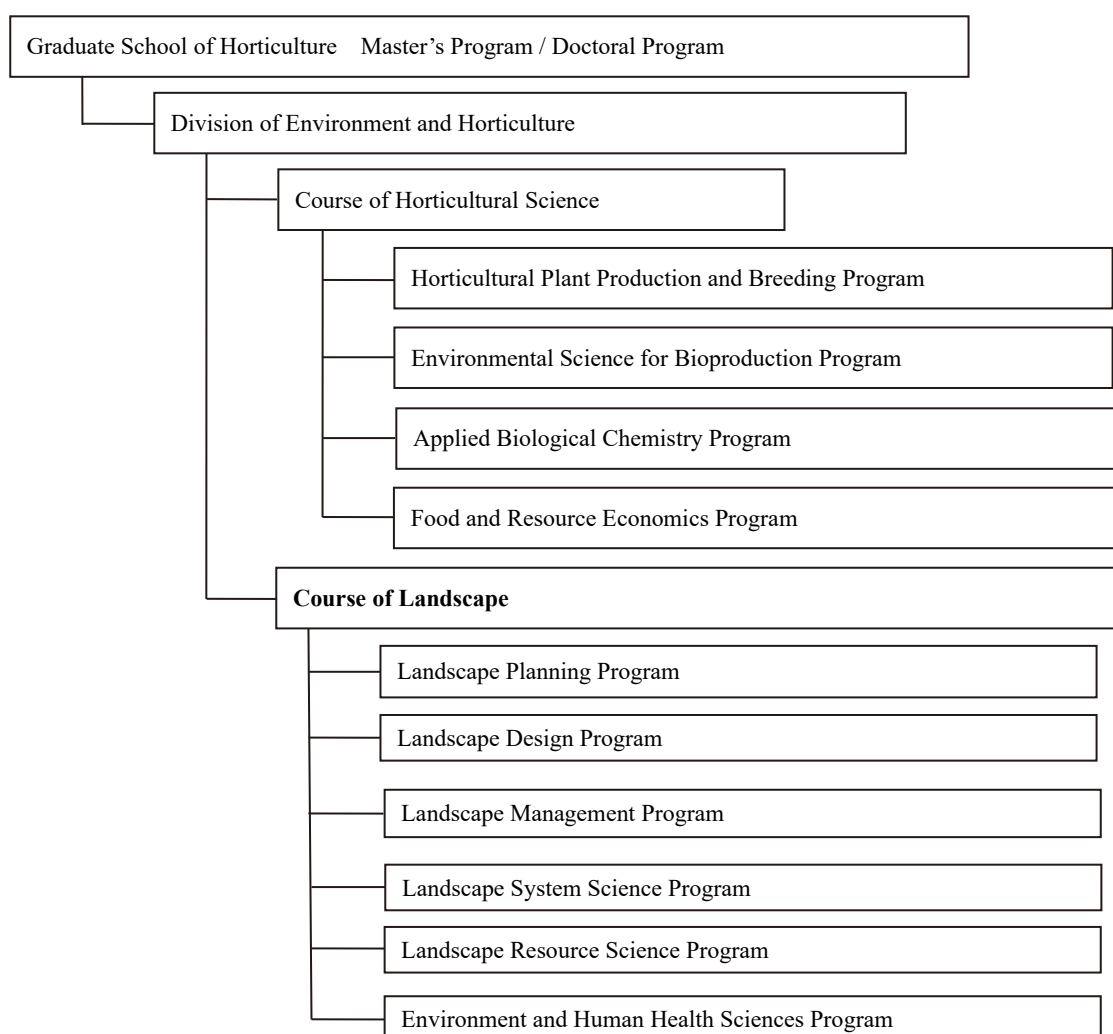 Graduate School of Horticulture Master’s Program / Doctoral Program
Division of Environment and Horticulture
Course of Horticultural Science
Horticultural Plant Production and Breeding Program
Environmental Science for Bioproduction Program
Applied Biological Chemistry Program
Food and Resource Economics Program
Course of Landscape
Landscape Planning Program
Landscape Design Program
Landscape Management Program
Landscape System Science Program
Landscape Resource Science Program
Environment and Human Health Sciences Program